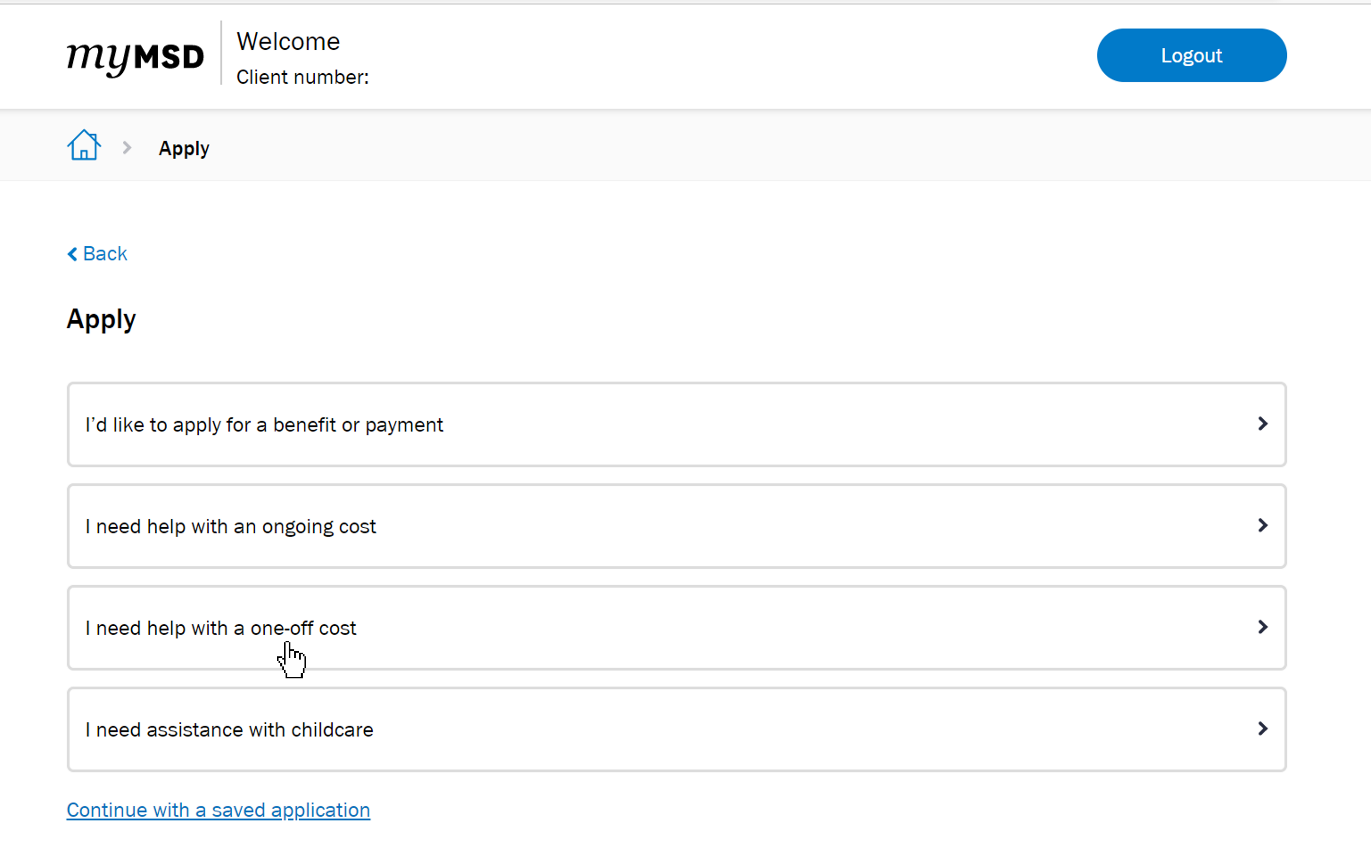 myMSD
Welcome
Client number:
Logout
Apply
Back
Apply
I’d like to apply for a benefit or payment
I need help with an ongoing cost
I need help with a one-off cost
I need assistance with childcare
Continue with a saved application